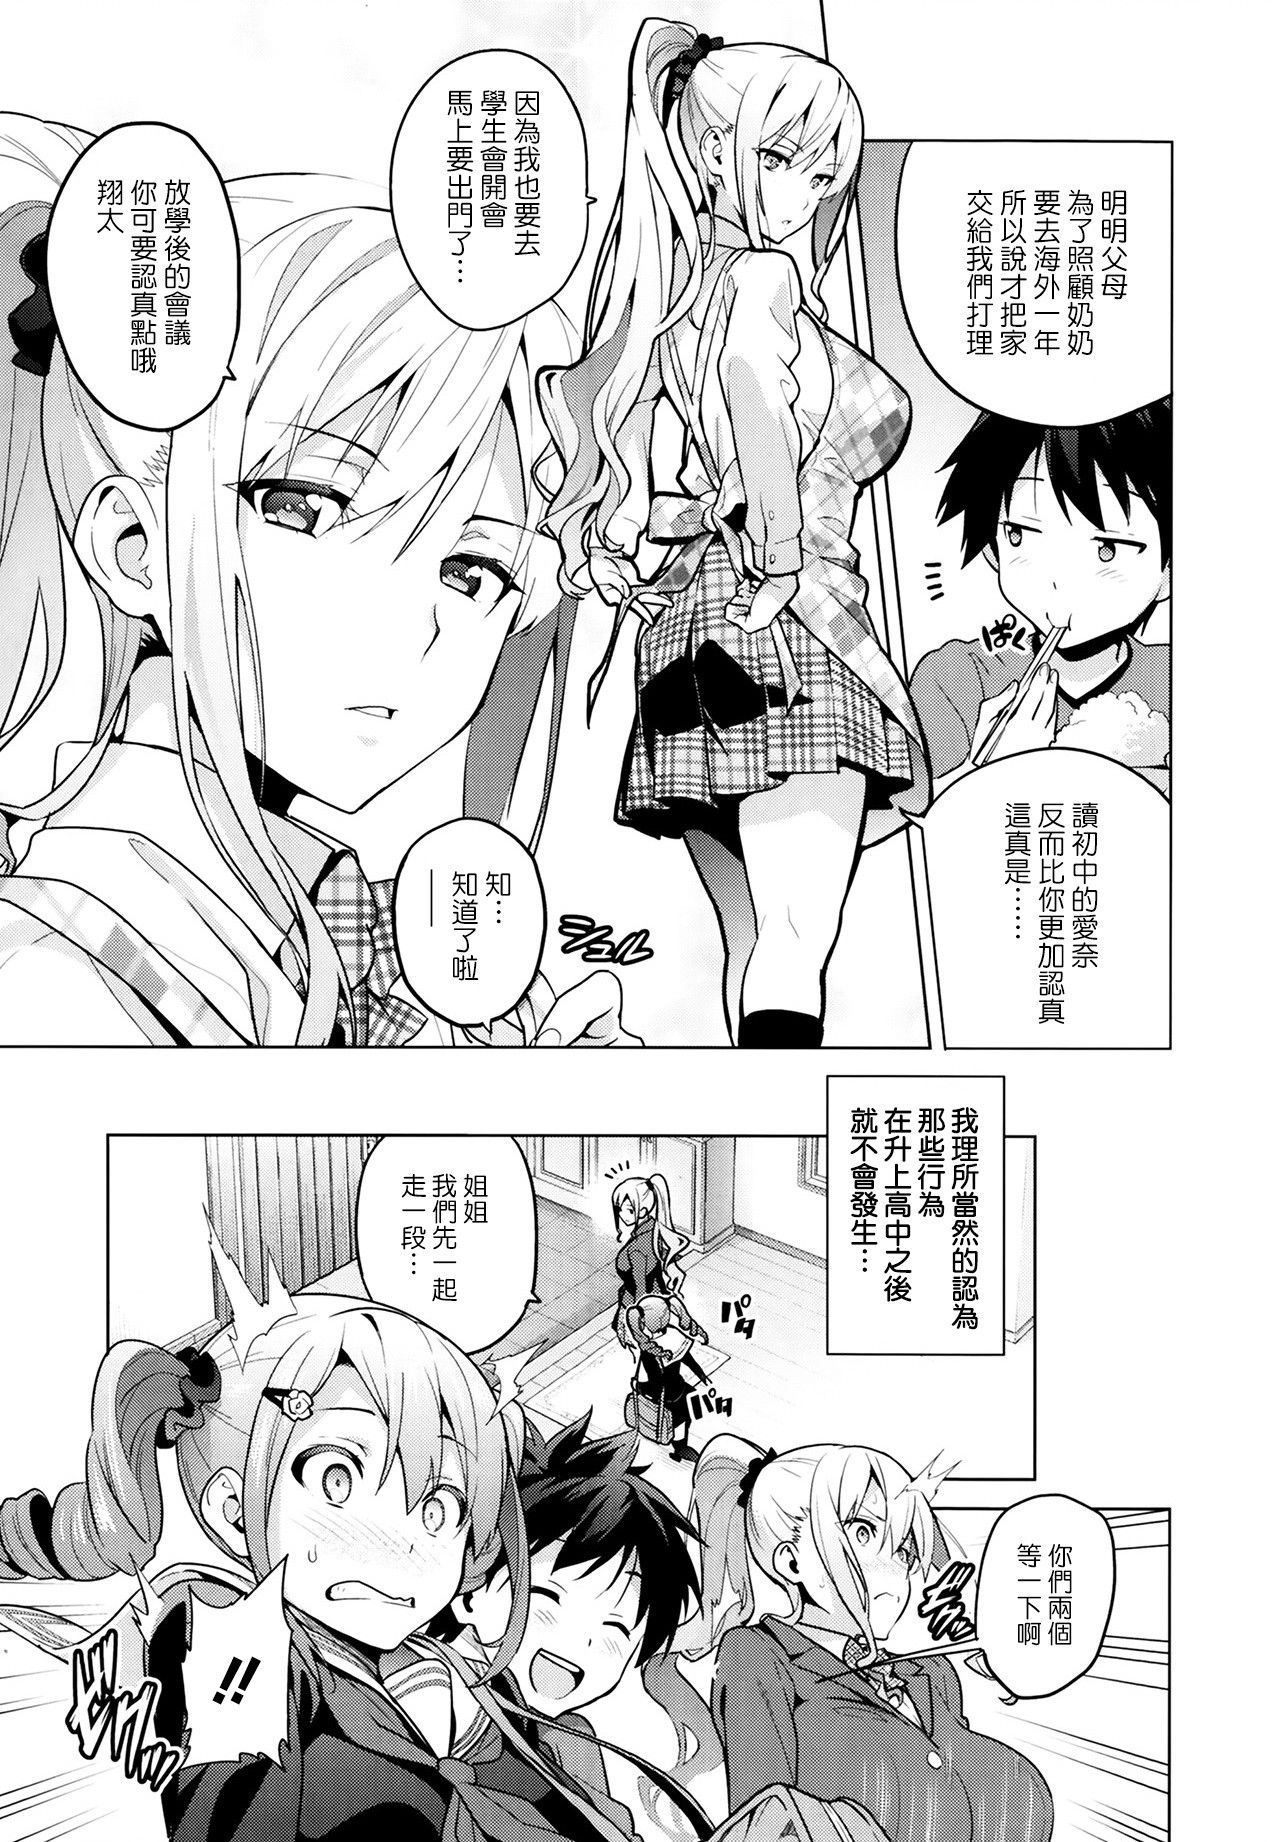 明明父母
為了照顧奶奶
要去海外一年
所以說才把家
交給我們打理
ぱく
讀初中的愛奈
反而比你更加認真
這真是……
因為我也要去
學生會開會
馬上要出門了…
放學後的會議
你可要認真點哦
翔太
知…
知道了啦
──
シュル
我理所當然的認為
那些行為
在升上高中之後
就不會發生…
姐姐
我們先一起
走一段…
パタ
パタ
你們兩個
等一下啊
!!